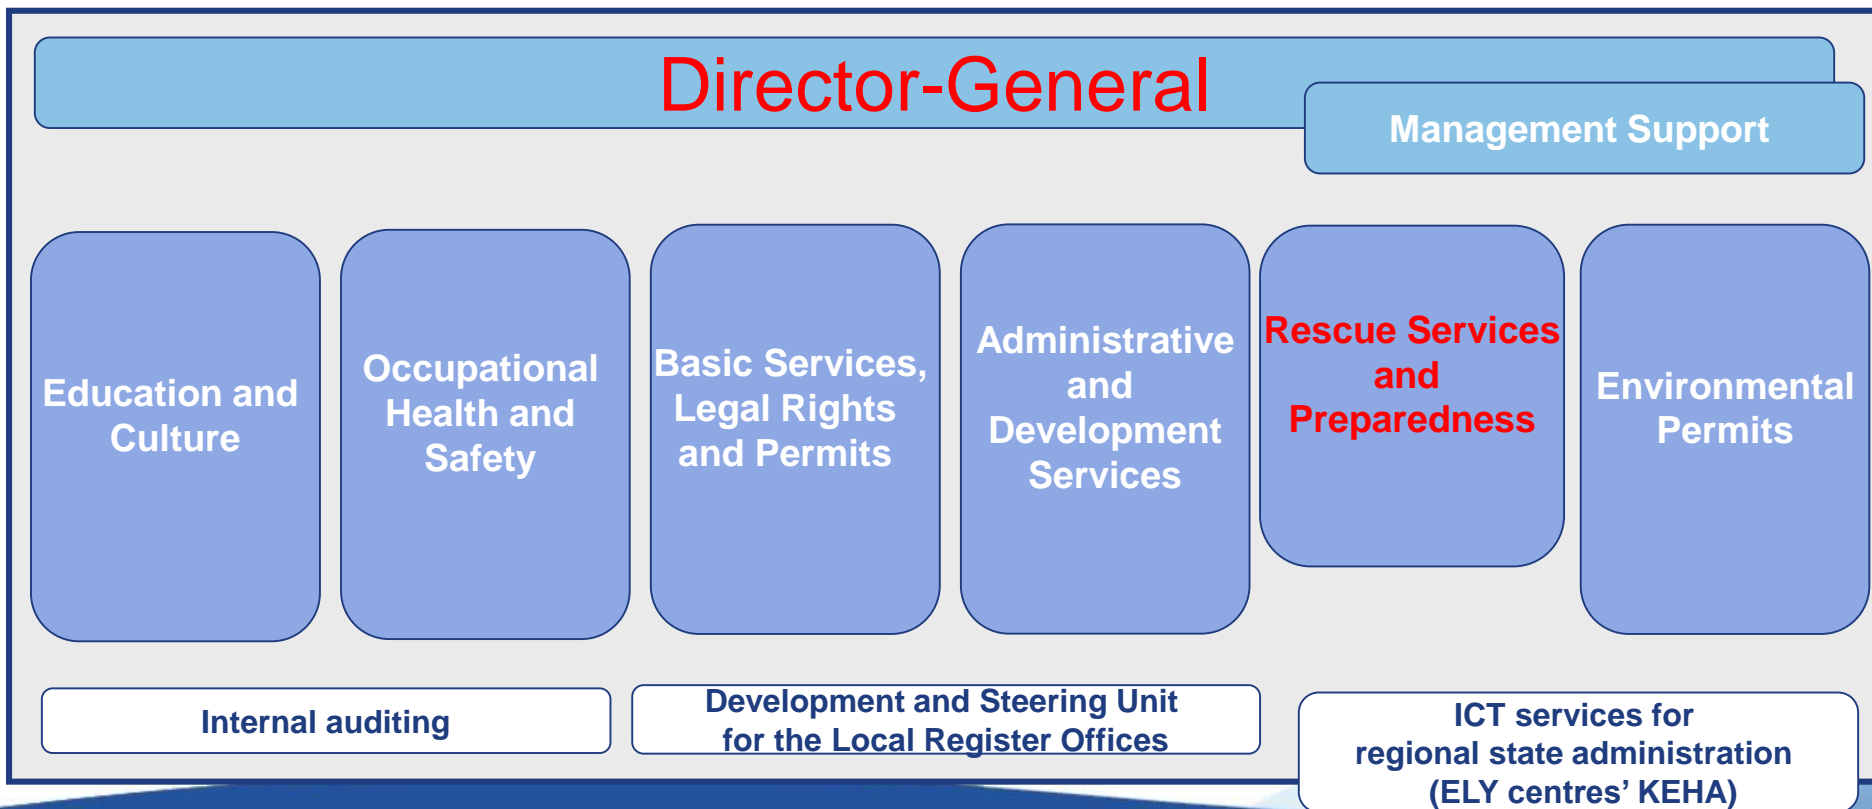 Director-General
Management Support
Education and
Culture
Occupational
Health and
Safety
Basic Services,
Legal Rights
and Permits
Administrative
and
Development
Services
Rescue Services
and
Preparedness
Environmental
Permits
Internal auditing
Development and Steering Unit
for the Local Register Offices
ICT services for
regional state administration
(ELY centres’ KEHA)